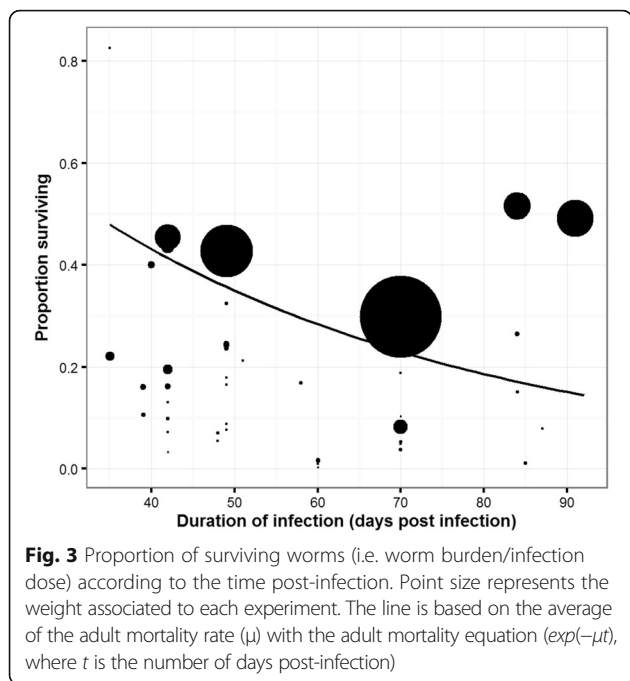 0.8
0.6
0.4
0.2
0.0
Proportion surviving
40 50 60 70 80 90
Duration of infection (days post infection)
Fig. 3 Proportion of surviving worms (i.e. worm burden/infection
dose) according to the time post-infection. Point size represents the
weight associated to each experiment. The line is based on the average
of the adult mortality rate (μ) with the adult mortality equation (exp(−μt),
where t is the number of days post-infection)